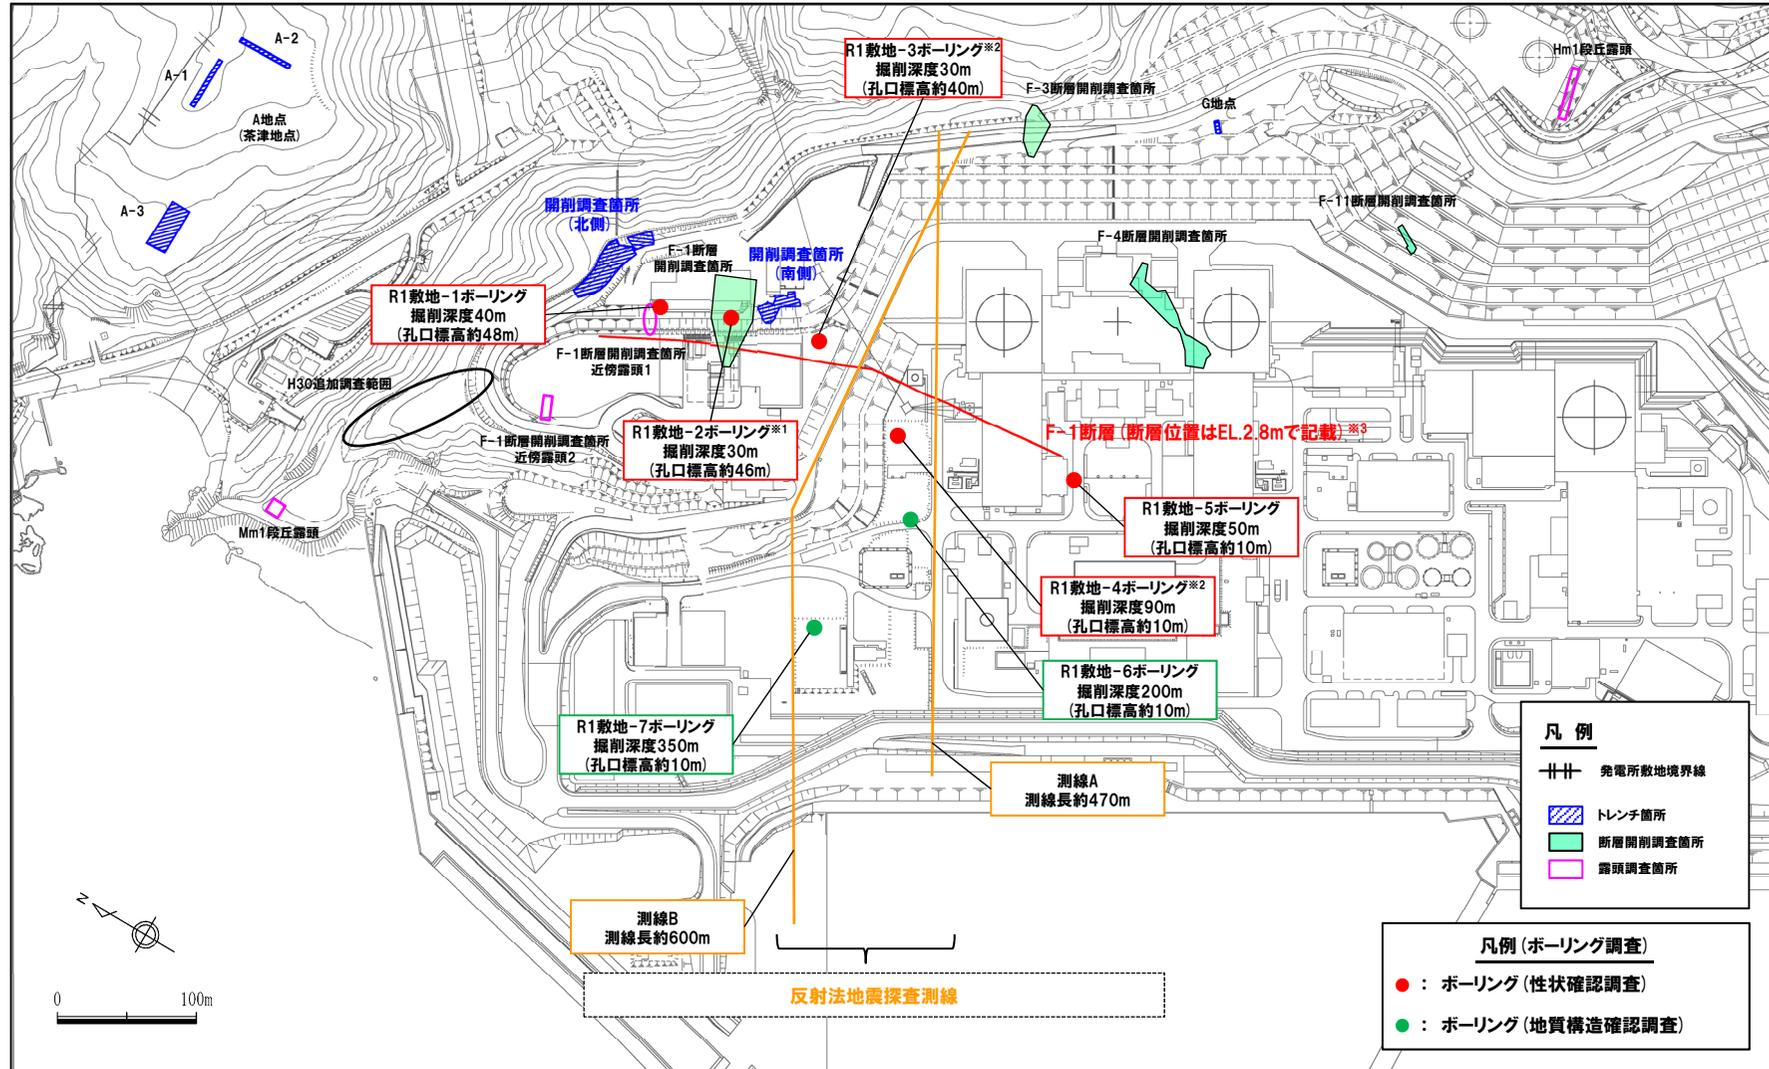 A-2
A-1
A地点
(茶津地点)
A-3
R1敷地-3ボーリング※2
掘削深度30m
(孔口標高約40m)
F-3断層開削調査箇所
G地点
Hm1段丘露頭
F-11断層開削調査箇所
F-4断層開削調査箇所
開削調査箇所
(北側)
F-1断層
開削調査箇所
開削調査箇所
(南側)
R1敷地-1ボーリング
掘削深度40m
(孔口標高約48m)
F-1断層開削調査箇所
近傍露頭1
H30追加調査範囲
F-1断層開削調査箇所
近傍露頭2
R1敷地-2ボーリング※1
掘削深度30m
(孔口標高約46m)
F-1断層(断層位置はEL.2.8mで記載)※3
Mm1段丘露頭
R1敷地-5ボーリング
掘削深度50m
(孔口標高約10m)
R1敷地-4ボーリング※2
掘削深度90m
(孔口標高約10m)
R1敷地-6ボーリング
掘削深度200m
(孔口標高約10m)
R1敷地-7ボーリング
掘削深度350m
(孔口標高約10m)
測線A
測線長約470m
測線B
測線長約600m
反射法地震探査測線
N
0 100m
凡 例
発電所敷地境界線
トレンチ箇所
断層開削調査箇所
露頭調査箇所
凡例(ボーリング調査)
: ボーリング(性状確認調査)
: ボーリング(地質構造確認調査)